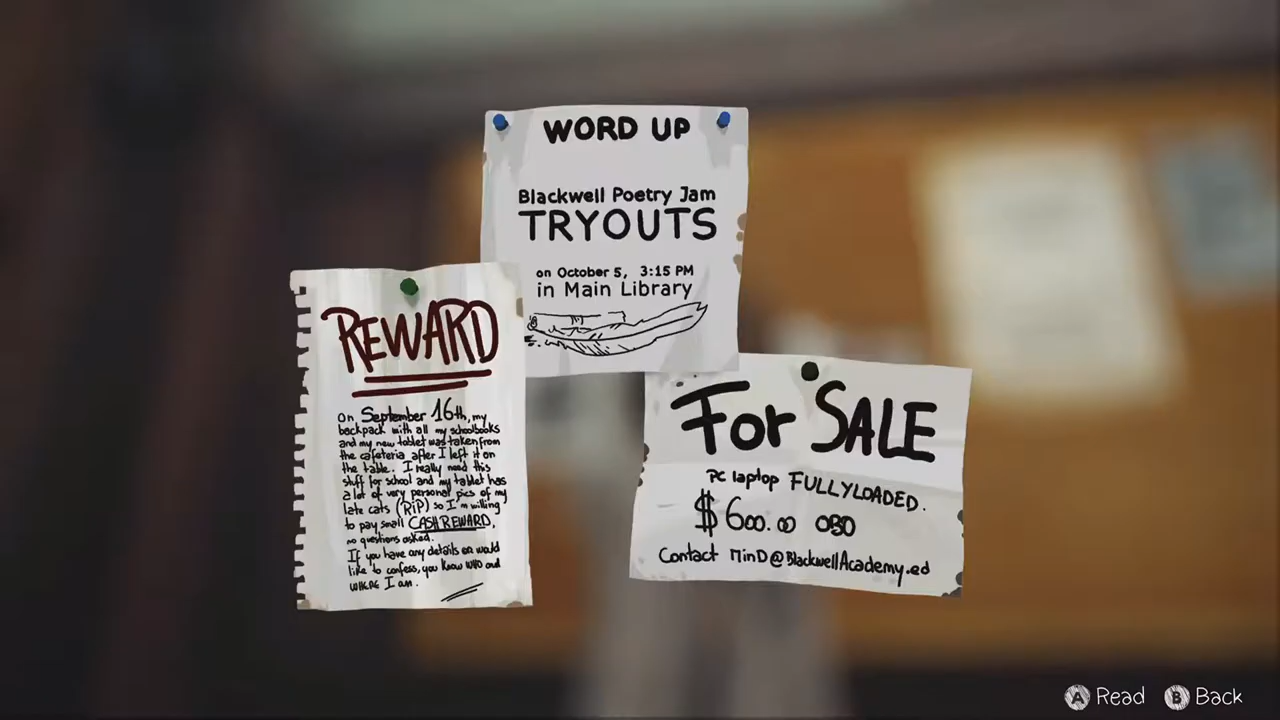 WORD UP
Blackwell Poetry Jam
TRYOUTS
on October 5, 3:15 PM
in Main Library
REWARD
On September 16th, my
backpack with all my schoolbooks
and my new tablet was taken from
the cafeteria after I left it on
the table. I really need this
stuff for school and my tablet has
a lot of very personal pics of my
late cats (RIP) so I'm willing
to pay small CASH REWARD,
no questions asked.
If you have any details or would
like to confess, you know WHO and
WHERE I am.
For SALE
PC laptop FULLYLOADED.
$600.00 OBO
Contact MinD@BlackwellAcademy.ed
A Read B Back